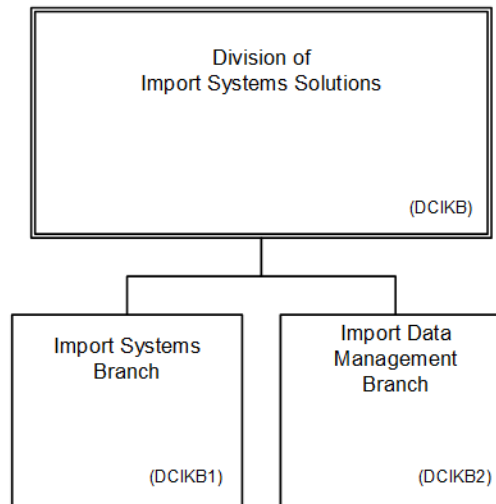 Division of
Import Systems Solutions
(DCIKB)
Import Systems
Branch
(DCIKB1)
Import Data
Management
Branch
(DCIKB2)